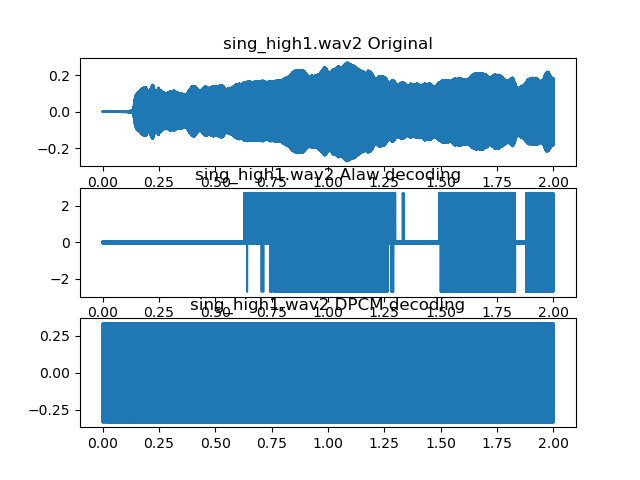 sing_high1.wav2 Original
0.2
0.0
−0.2
0.00 0.25 0.50 0.75 1.00 1.25 1.50 1.75 2.00
sing_high1.wav2 Alaw decoding
2
0
−2
0.00 0.25 0.50 0.75 1.00 1.25 1.50 1.75 2.00
sing_high1.wav2 DPCM decoding
0.25
0.00
−0.25
0.00 0.25 0.50 0.75 1.00 1.25 1.50 1.75 2.00